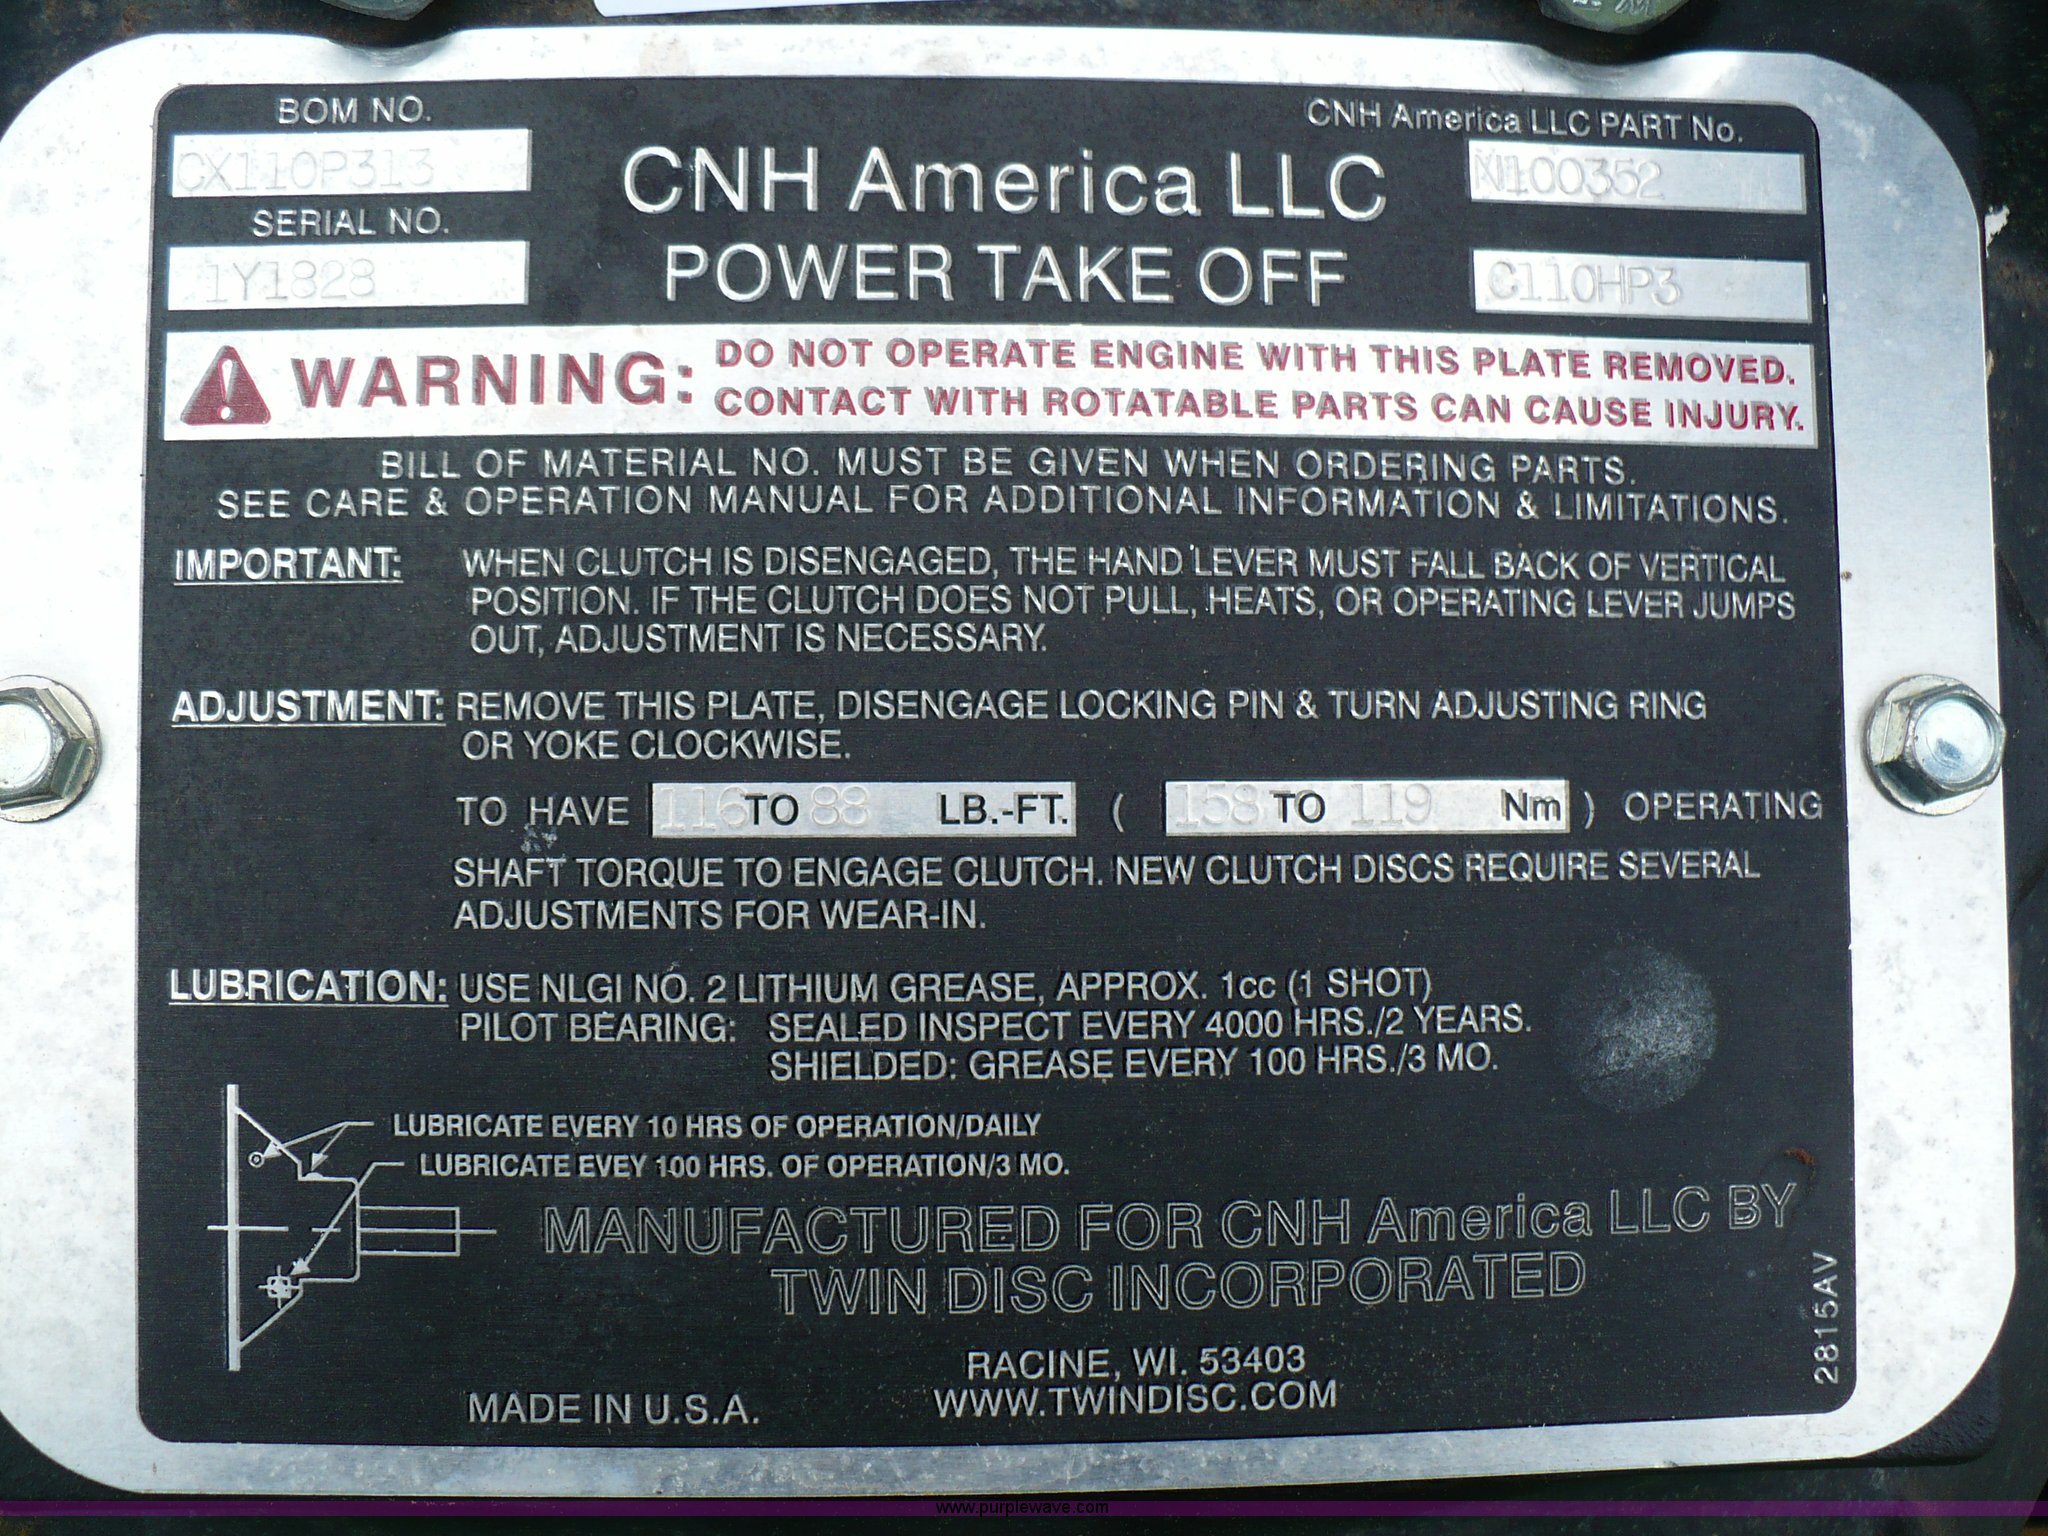 BOM NO.
CX110P313
SERIAL NO.
1Y1828
CNH America LLC
POWER TAKE OFF
CNH America LLC PART No.
N100352
C110HP3
WARNING: DO NOT OPERATE ENGINE WITH THIS PLATE REMOVED.
CONTACT WITH ROTATABLE PARTS CAN CAUSE INJURY.
BILL OF MATERIAL NO. MUST BE GIVEN WHEN ORDERING PARTS.
SEE CARE & OPERATION MANUAL FOR ADDITIONAL INFORMATION & LIMITATIONS.
IMPORTANT: WHEN CLUTCH IS DISENGAGED, THE HAND LEVER MUST FALL BACK OF VERTICAL
POSITION. IF THE CLUTCH DOES NOT PULL, HEATS, OR OPERATING LEVER JUMPS
OUT, ADJUSTMENT IS NECESSARY.
ADJUSTMENT: REMOVE THIS PLATE, DISENGAGE LOCKING PIN & TURN ADJUSTING RING
OR YOKE CLOCKWISE.
TO HAVE 116 TO 88 LB.-FT. ( 158 TO 119 Nm ) OPERATING
SHAFT TORQUE TO ENGAGE CLUTCH. NEW CLUTCH DISCS REQUIRE SEVERAL
ADJUSTMENTS FOR WEAR-IN.
LUBRICATION: USE NLGI NO. 2 LITHIUM GREASE, APPROX. 1cc (1 SHOT)
PILOT BEARING: SEALED INSPECT EVERY 4000 HRS./2 YEARS.
SHIELDED: GREASE EVERY 100 HRS./3 MO.
LUBRICATE EVERY 10 HRS OF OPERATION/DAILY
LUBRICATE EVEY 100 HRS. OF OPERATION/3 MO.
MANUFACTURED FOR CNH America LLC BY
TWIN DISC INCORPORATED
RACINE, WI. 53403
WWW.TWINDISC.COM
MADE IN U.S.A.
2815AV
www.purplewave.com